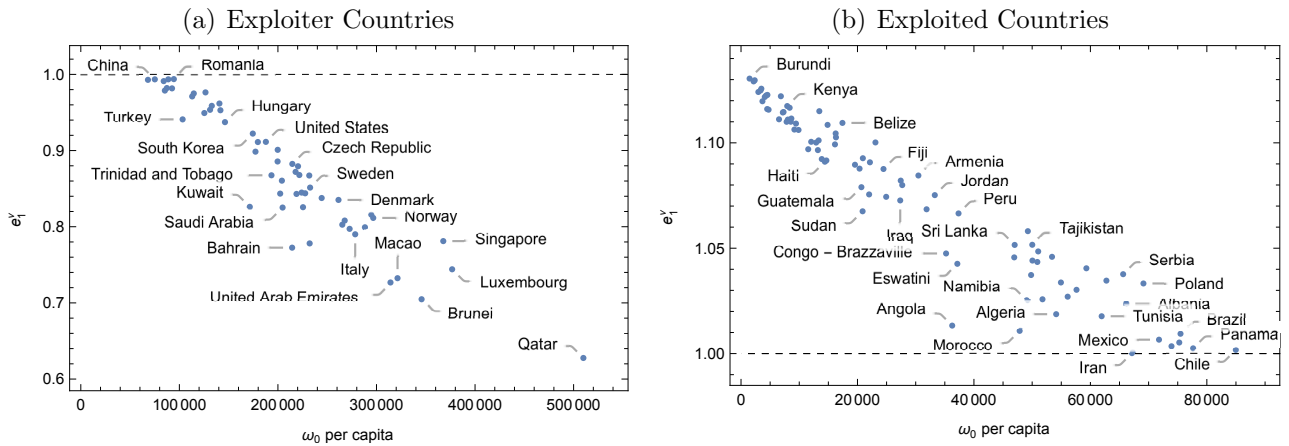 (a) Exploiter Countries
China
Romania
Turkey
Hungary
South Korea
United States
Czech Republic
Trinidad and Tobago
Sweden
Kuwait
Denmark
Saudi Arabia
Norway
Bahrain
Macao
Singapore
Italy
Luxembourg
United Arab Emirates
Brunei
Qatar
1.0
0.9
0.8
0.7
0.6
e₁ᵛ
0
100 000
200 000
300 000
400 000
500 000
ω₀ per capita
(b) Exploited Countries
Burundi
Kenya
Belize
Haiti
Fiji
Armenia
Guatemala
Jordan
Sudan
Peru
Iraq
Sri Lanka
Tajikistan
Congo – Brazzaville
Serbia
Eswatini
Namibia
Poland
Angola
Algeria
Albania
Tunisia
Brazil
Morocco
Mexico
Panama
Iran
Chile
1.10
1.05
1.00
e₁ᵛ
0
20 000
40 000
60 000
80 000
ω₀ per capita